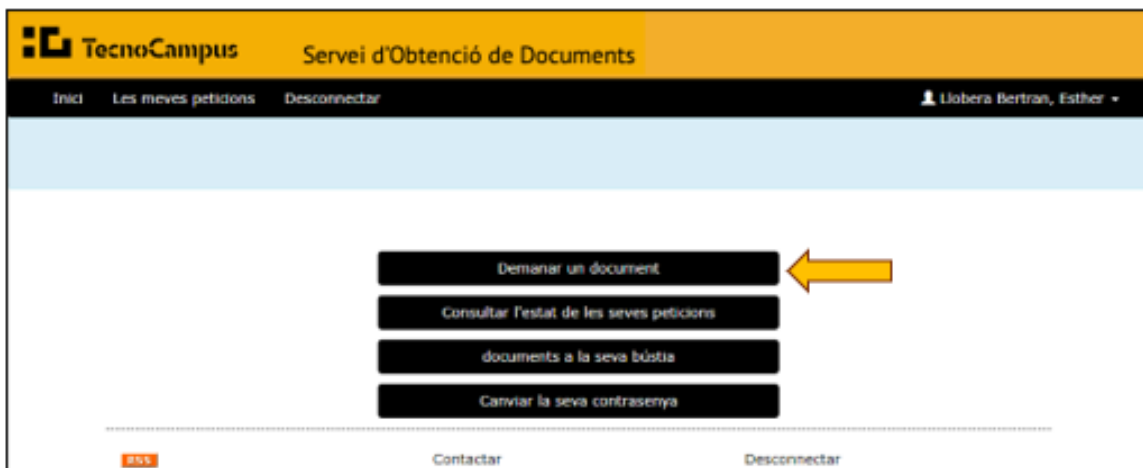 TecnoCampus Servei d'Obtenció de Documents
Inici Les meves peticions Desconnectar Llobera Bertran, Esther
Demanar un document
Consultar l'estat de les seves peticions
documents a la seva bústia
Canviar la seva contrasenya
RSS Contactar Desconnectar